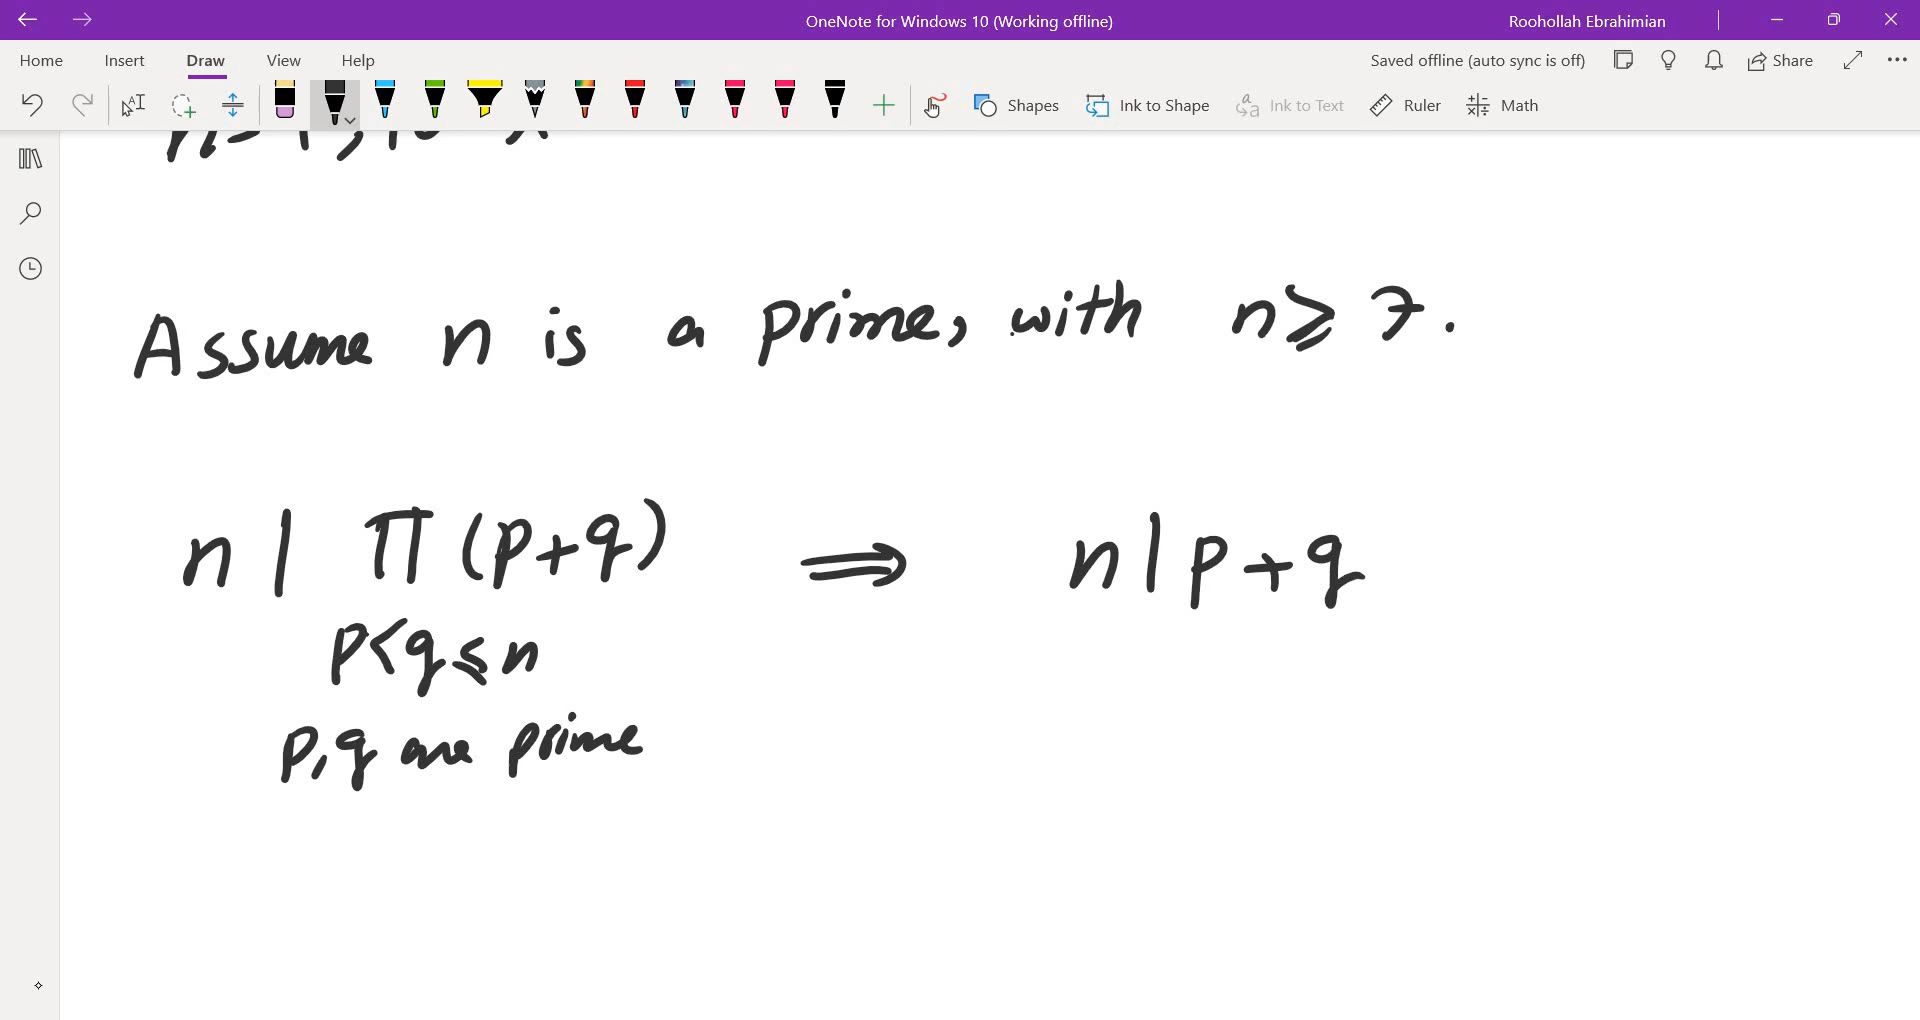 OneNote for Windows 10 (Working offline)
Roohollah Ebrahimian
Home Insert Draw View Help
Saved offline (auto sync is off) Share
Shapes Ink to Shape Ink to Text Ruler Math
Assume n is a prime, with n ⩾ 7.
n | Π (p+q) ⟹ n | p+q
p<q⩽n
p,q are prime